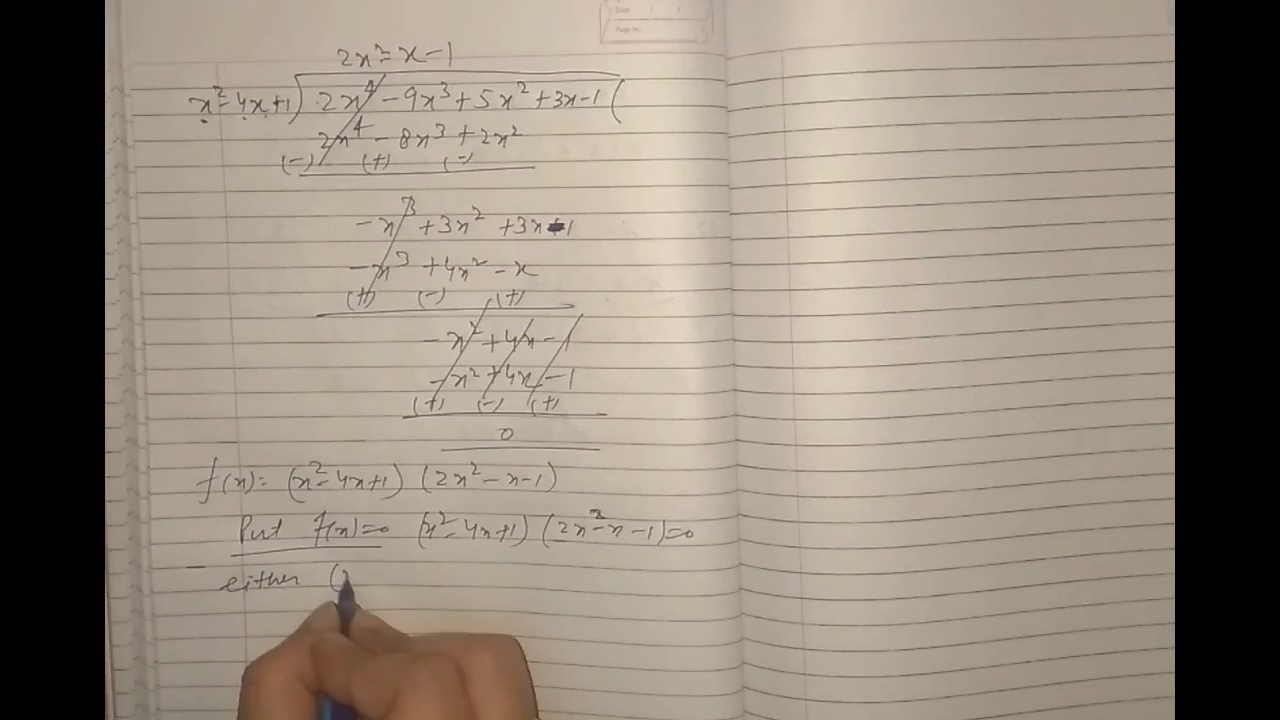 2x² - x - 1
x² - 4x + 1) 2x⁴ - 9x³ + 5x² + 3x - 1 (
2x⁴ - 8x³ + 2x²
(-) (+) (-)
- x³ + 3x² + 3x - 1
- x³ + 4x² - x
(+) (-) (+)
- x² + 4x - 1
- x² + 4x - 1
(+) (-) (+)
0
f(x) = (x² - 4x + 1) (2x² - x - 1)
Put f(x) = 0 (x² - 4x + 1) (2x² - x - 1) = 0
either (